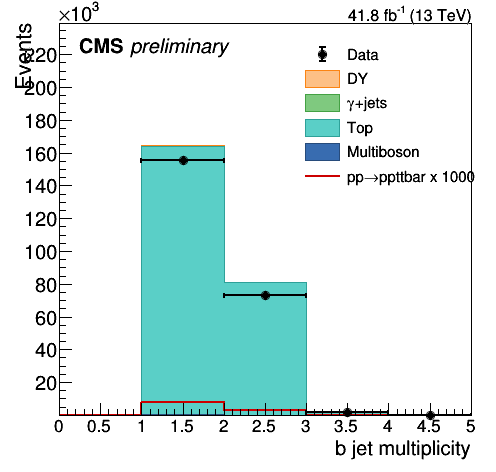 ×10³
41.8 fb⁻¹ (13 TeV)
Events
CMS preliminary
Data
DY
γ+jets
Top
Multiboson
pp→ppttbar x 1000
220
200
180
160
140
120
100
80
60
40
20
0 0.5 1 1.5 2 2.5 3 3.5 4 4.5 5
b jet multiplicity